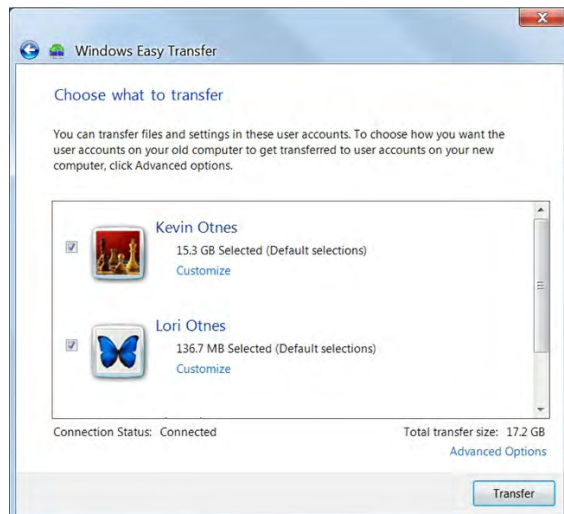 Windows Easy Transfer
Choose what to transfer
You can transfer files and settings in these user accounts. To choose how you want the
user accounts on your old computer to get transferred to user accounts on your new
computer, click Advanced options.
Kevin Otnes
15.3 GB Selected (Default selections)
Customize
Lori Otnes
136.7 MB Selected (Default selections)
Customize
Connection Status: Connected
Total transfer size: 17.2 GB
Advanced Options
Transfer